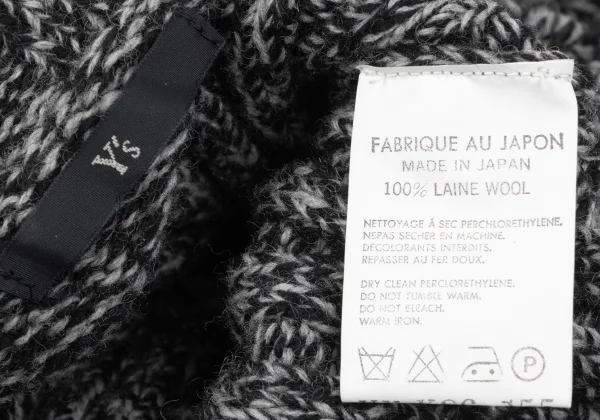 Y's
FABRIQUE AU JAPON
MADE IN JAPAN
100% LAINE WOOL
NETTOYAGE À SEC PERCHLORETHYLENE.
NEPAS SECHER EN MACHINE.
DÉCOLORANTS INTERDITS.
REPASSER AU FER DOUX.
DRY CLEAN PERCLORETHYLENE.
DO NOT TUMBLE WARM.
DO NOT BLEACH.
WARM IRON.
P